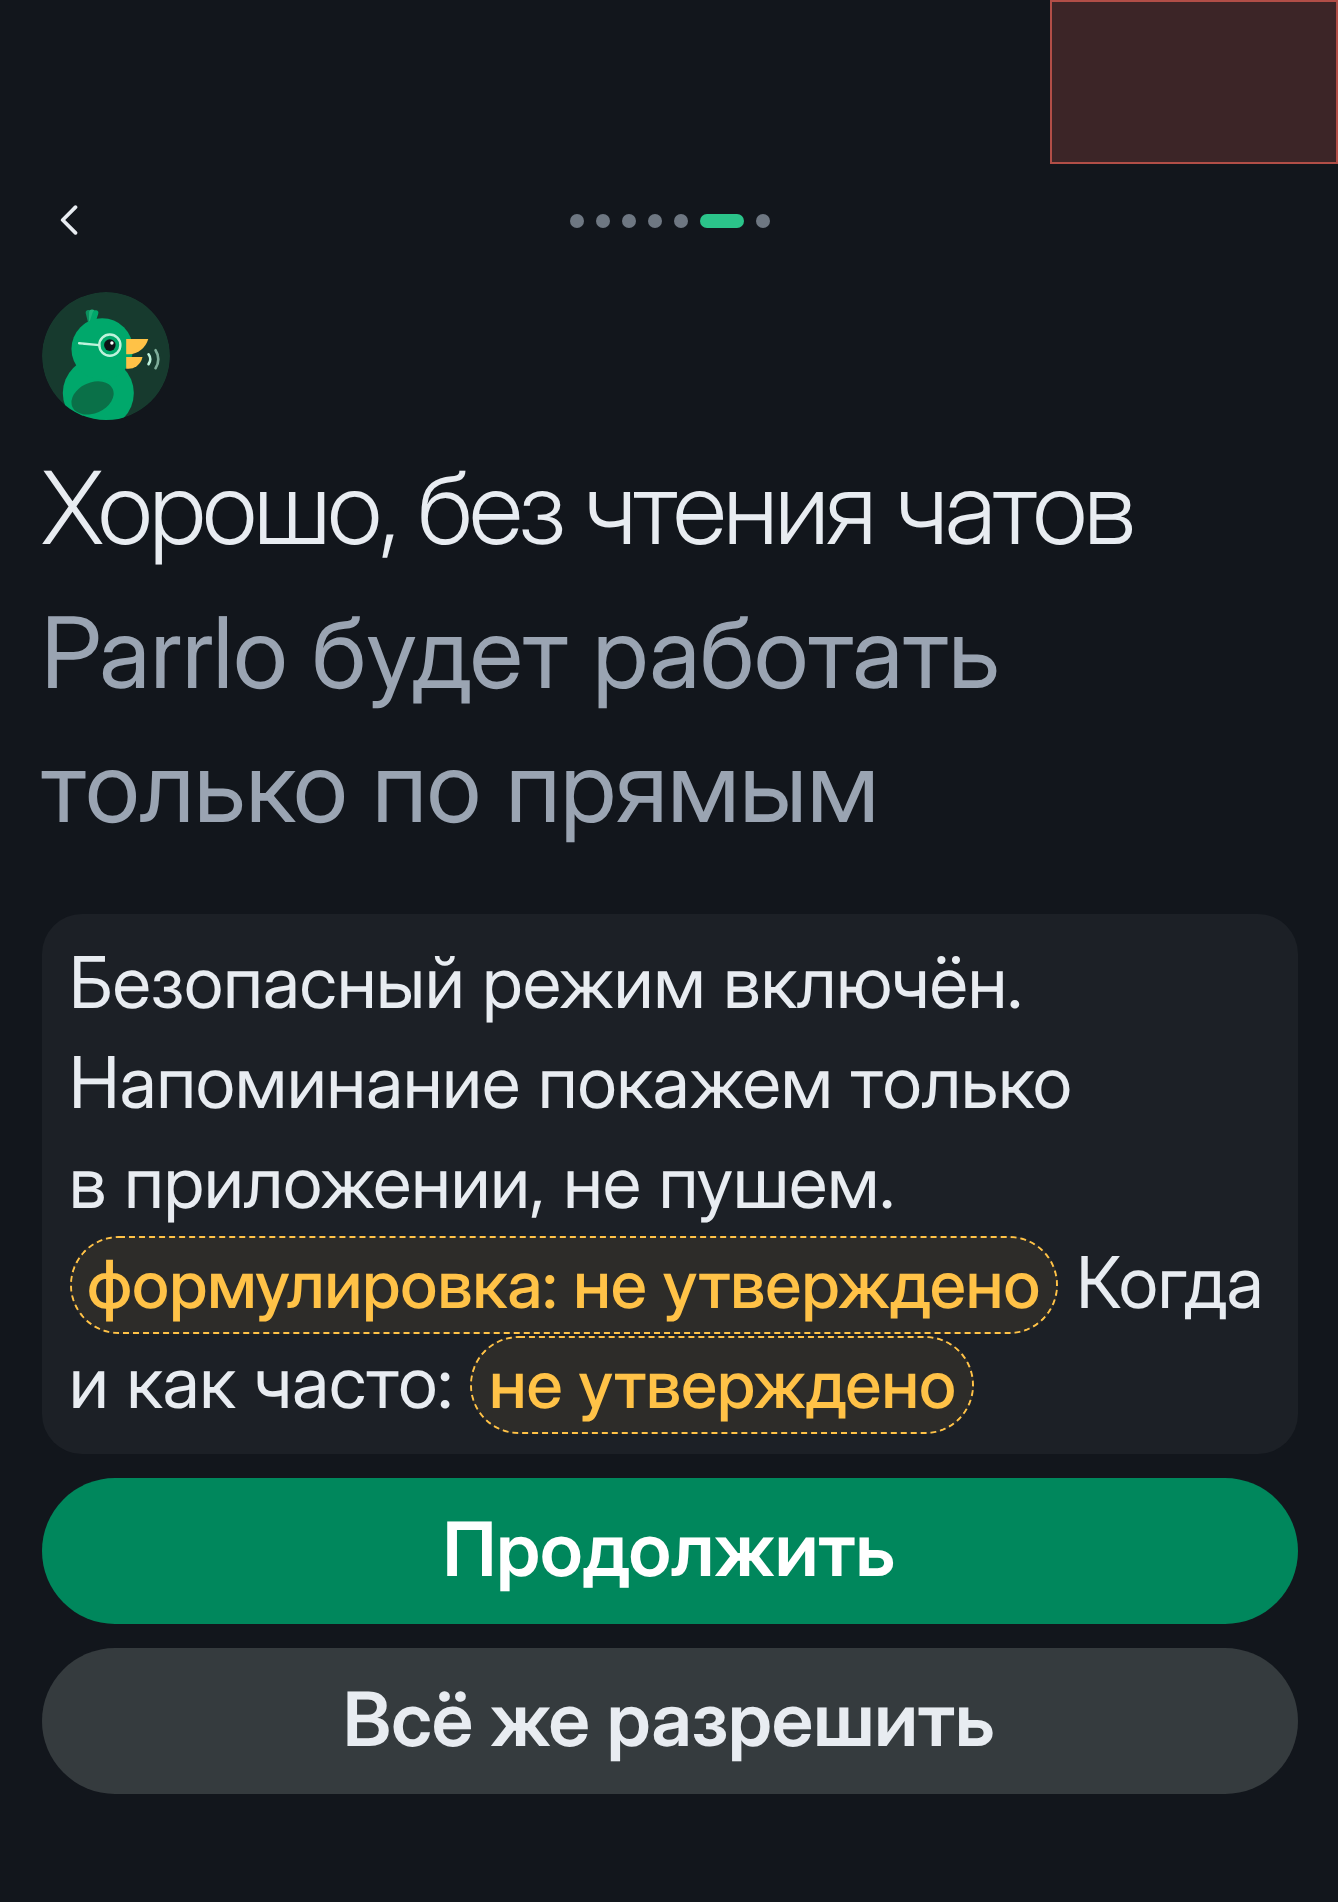 Хорошо, без чтения чатов
Parrlo будет работать
только по прямым
Безопасный режим включён.
Напоминание покажем только
в приложении, не пушем.
формулировка: не утверждено Когда
и как часто: не утверждено
Продолжить
Всё же разрешить